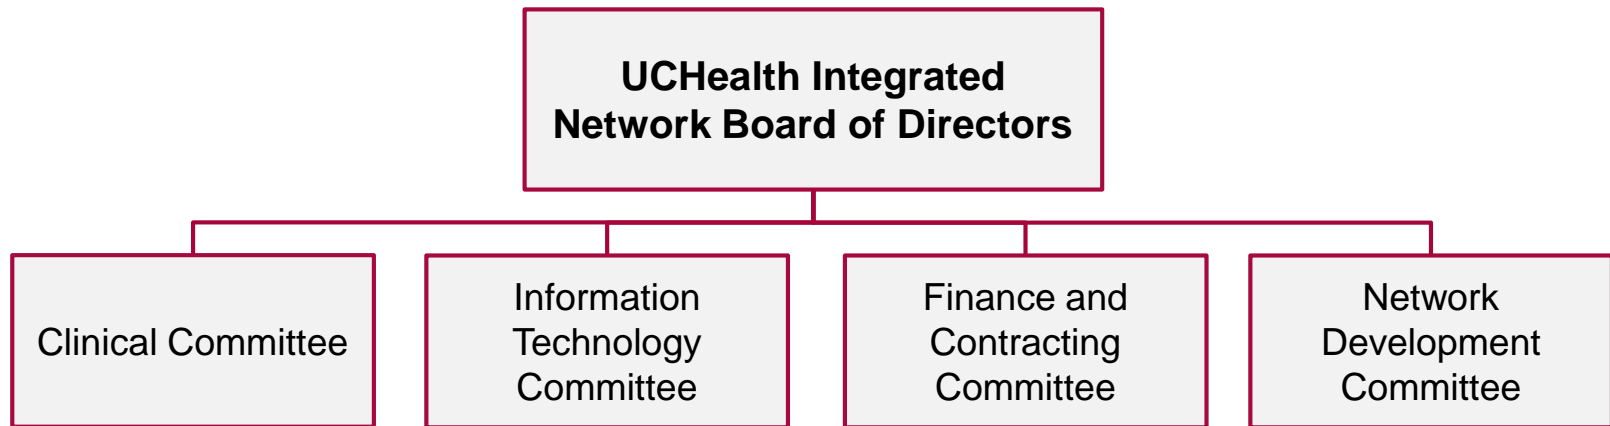 UCHealth Integrated
Network Board of Directors
Clinical Committee
Information
Technology
Committee
Finance and
Contracting
Committee
Network
Development
Committee